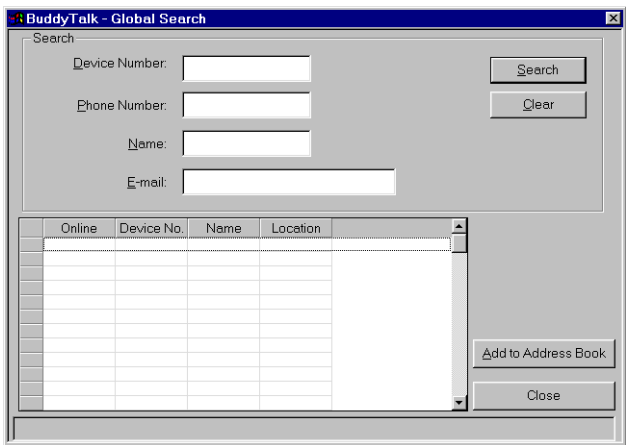 BuddyTalk - Global Search
Search
Device Number:
Search
Phone Number:
Clear
Name:
E-mail:
Online Device No. Name Location
Add to Address Book
Close